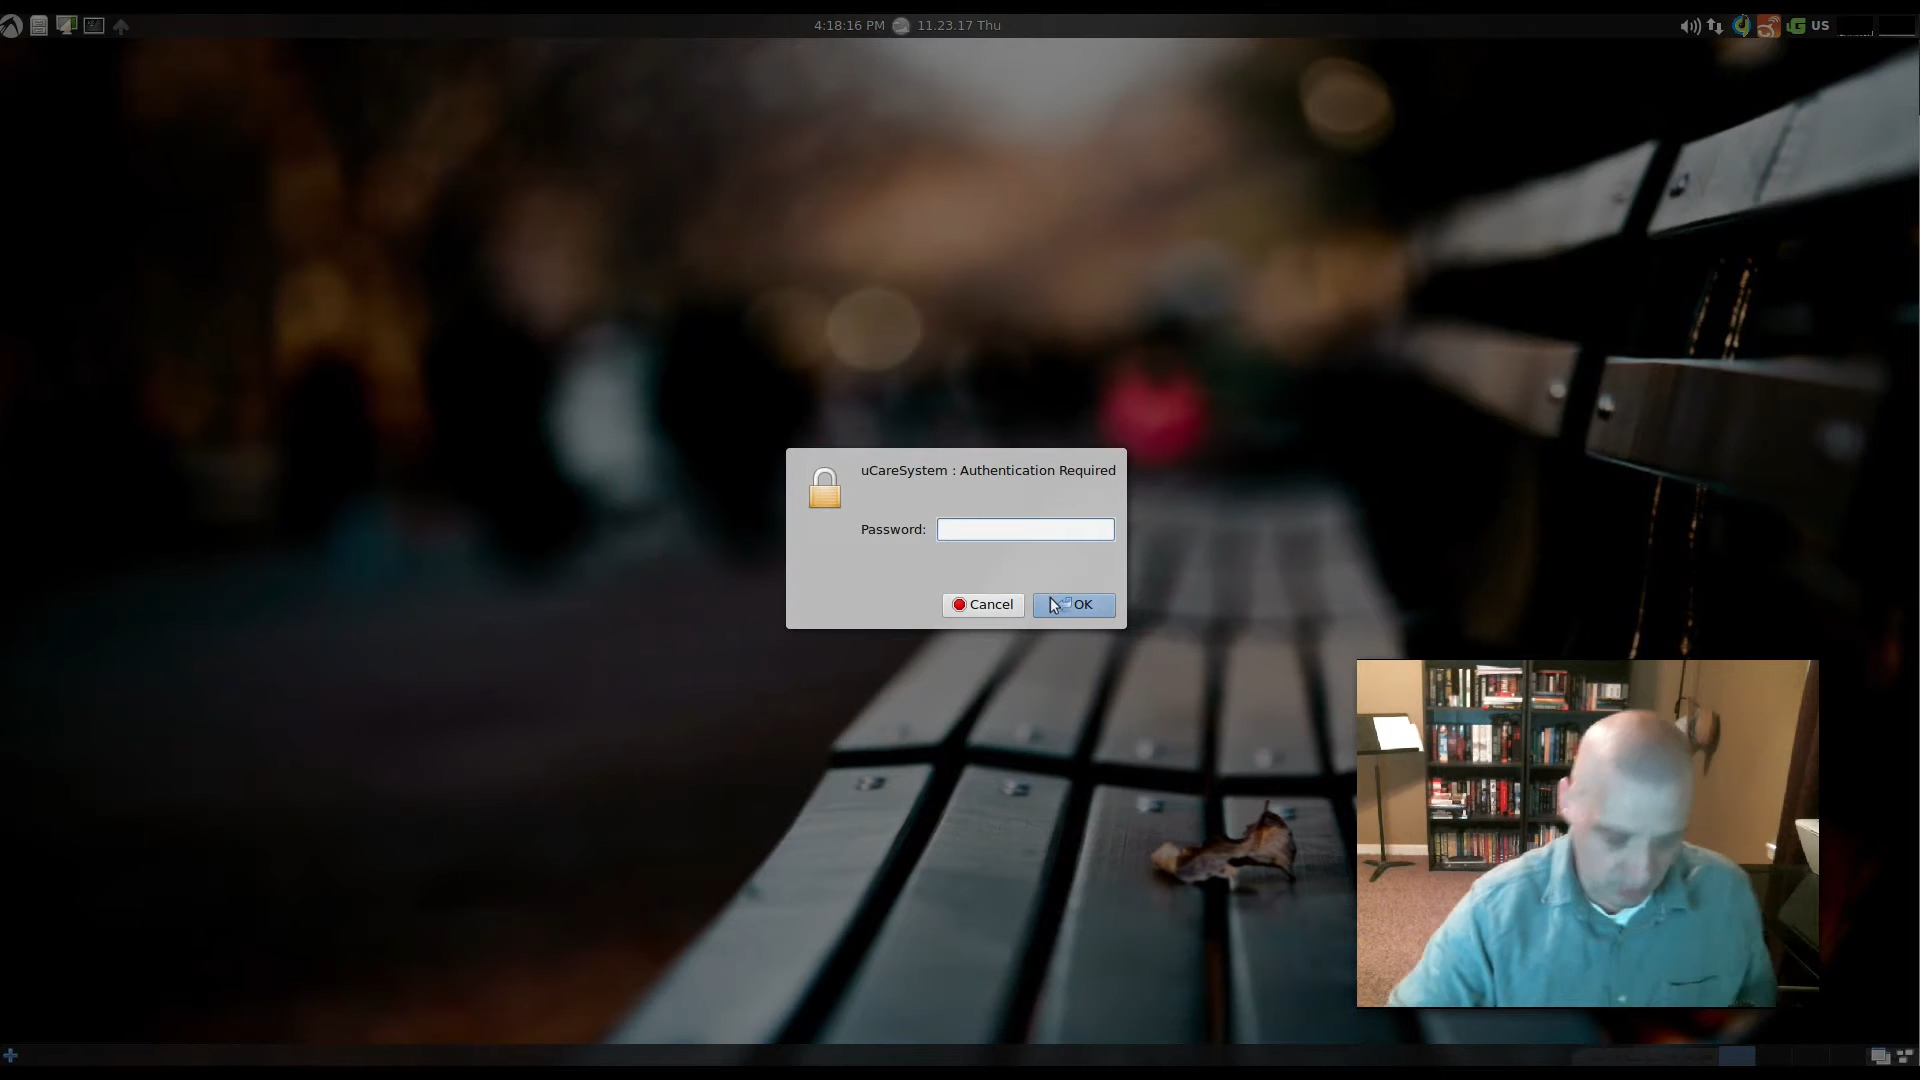 4:18:16 PM 11.23.17 Thu
US
uCareSystem : Authentication Required
Password:
Cancel
OK